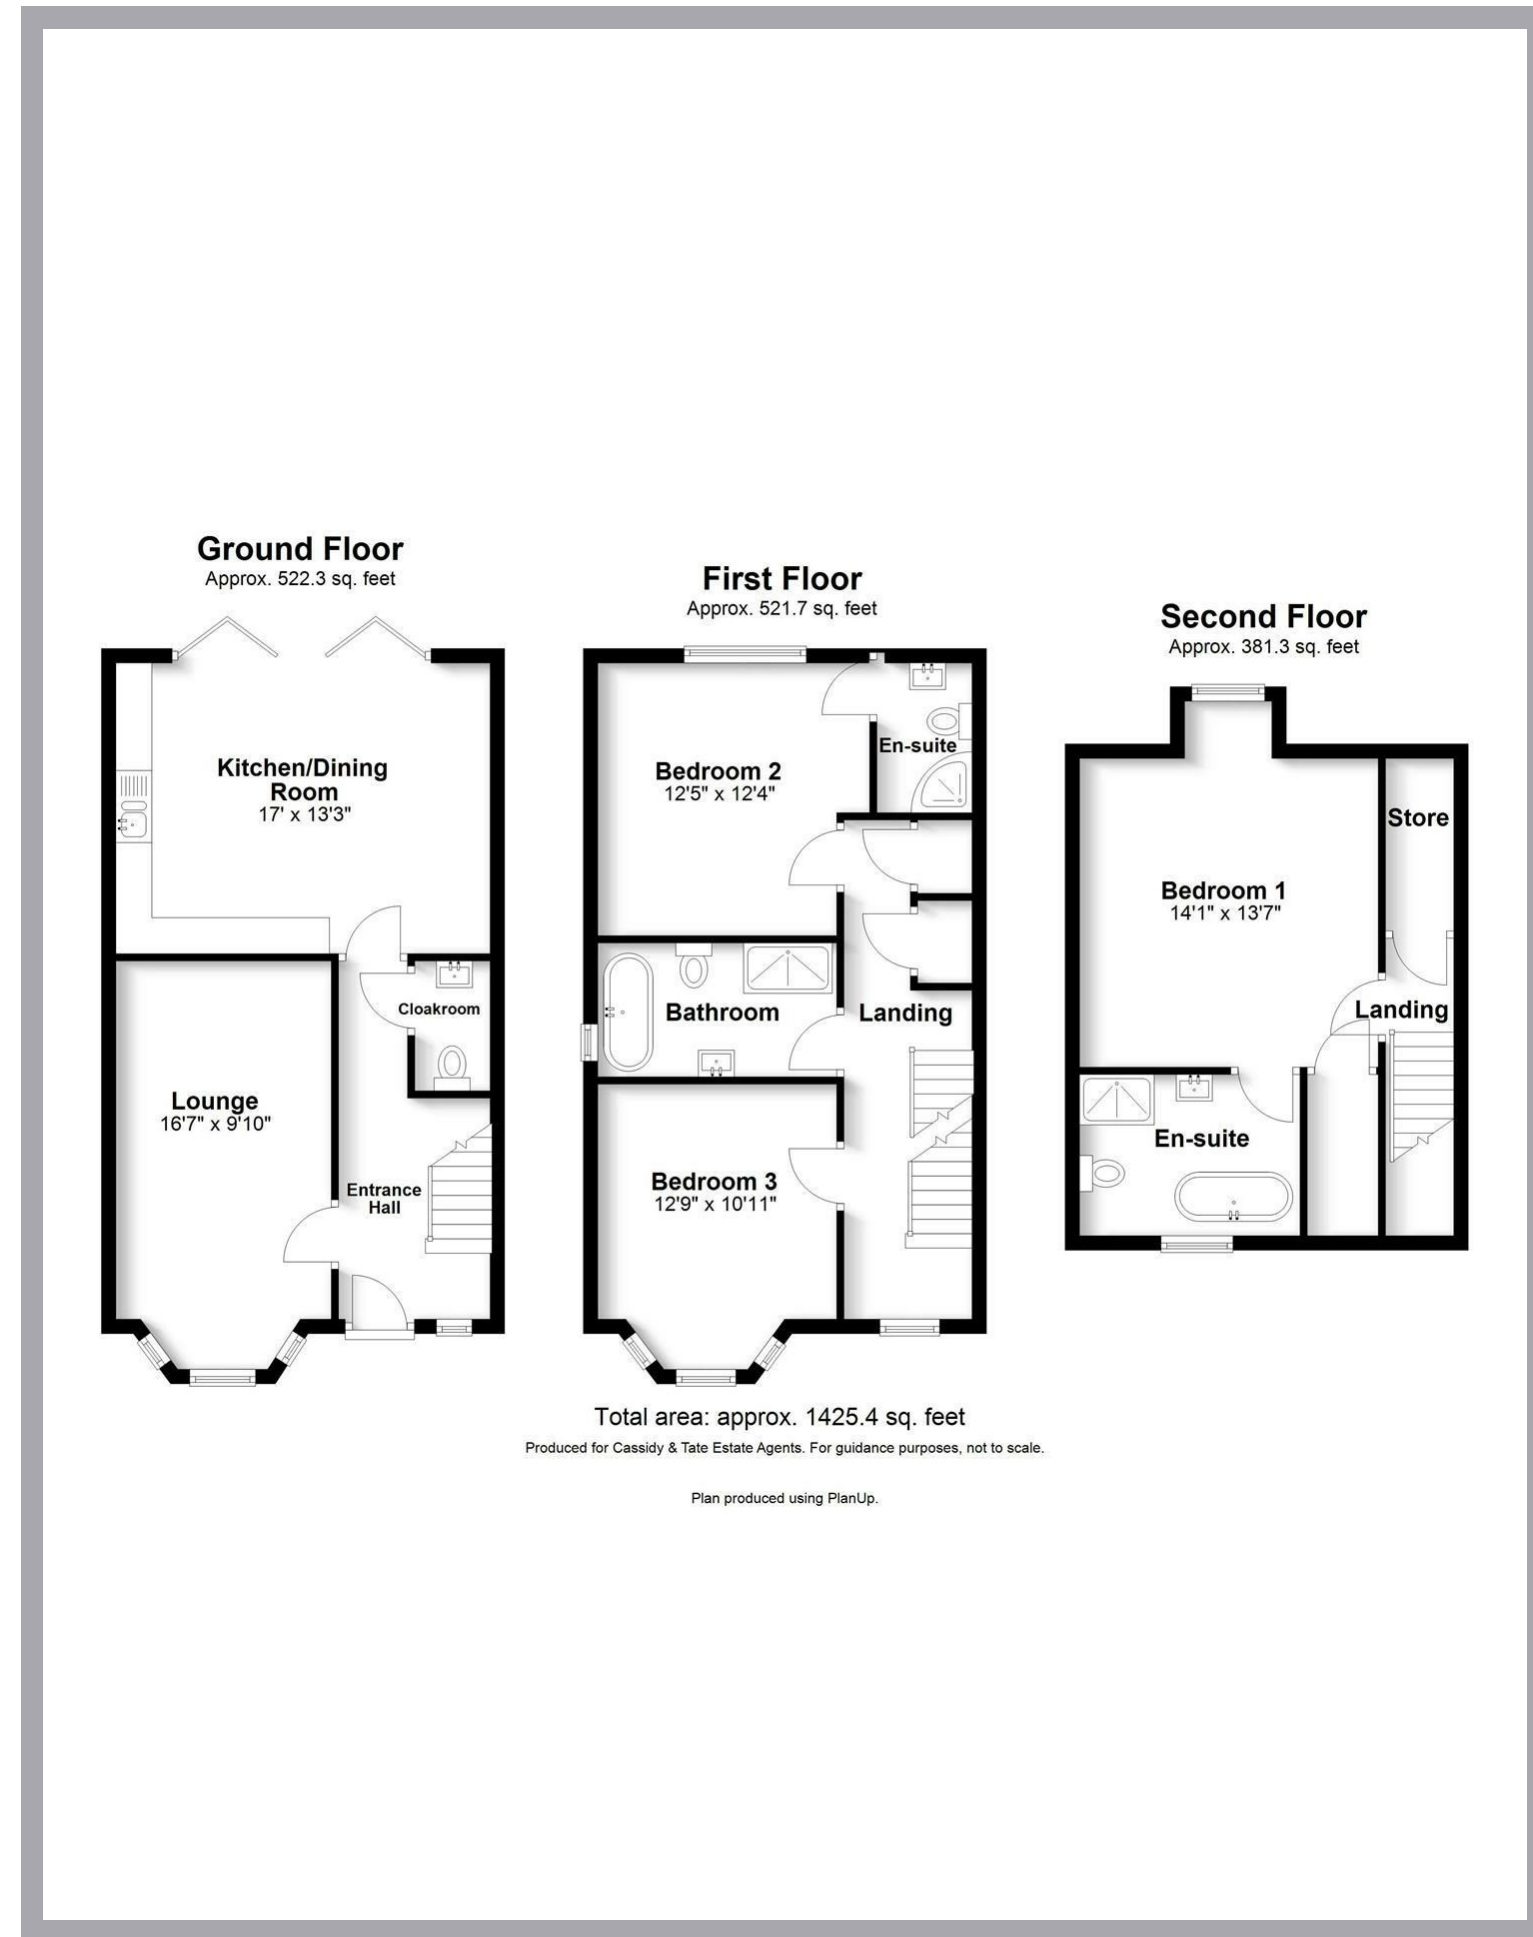 Ground Floor
Approx. 522.3 sq. feet
Kitchen/Dining
Room
17' x 13'3"
Cloakroom
Lounge
16'7" x 9'10"
Entrance
Hall
First Floor
Approx. 521.7 sq. feet
En-suite
Bedroom 2
12'5" x 12'4"
Bathroom
Landing
Bedroom 3
12'9" x 10'11"
Second Floor
Approx. 381.3 sq. feet
Store
Bedroom 1
14'1" x 13'7"
Landing
En-suite
Total area: approx. 1425.4 sq. feet
Produced for Cassidy & Tate Estate Agents. For guidance purposes, not to scale.
Plan produced using PlanUp.